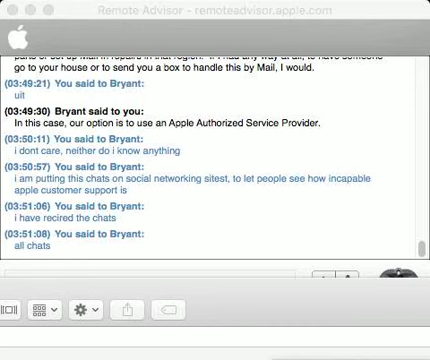 Remote Advisor - remoteadvisor.apple.com
go to your house or to send you a box to handle this by Mail, I would.
(03:49:21) You said to Bryant:
uit
(03:49:30) Bryant said to you:
In this case, our option is to use an Apple Authorized Service Provider.
(03:50:11) You said to Bryant:
i dont care, neither do i know anything
(03:50:57) You said to Bryant:
i am putting this chats on social networking sitest, to let people see how incapable
apple customer support is
(03:51:06) You said to Bryant:
i have recired the chats
(03:51:08) You said to Bryant:
all chats